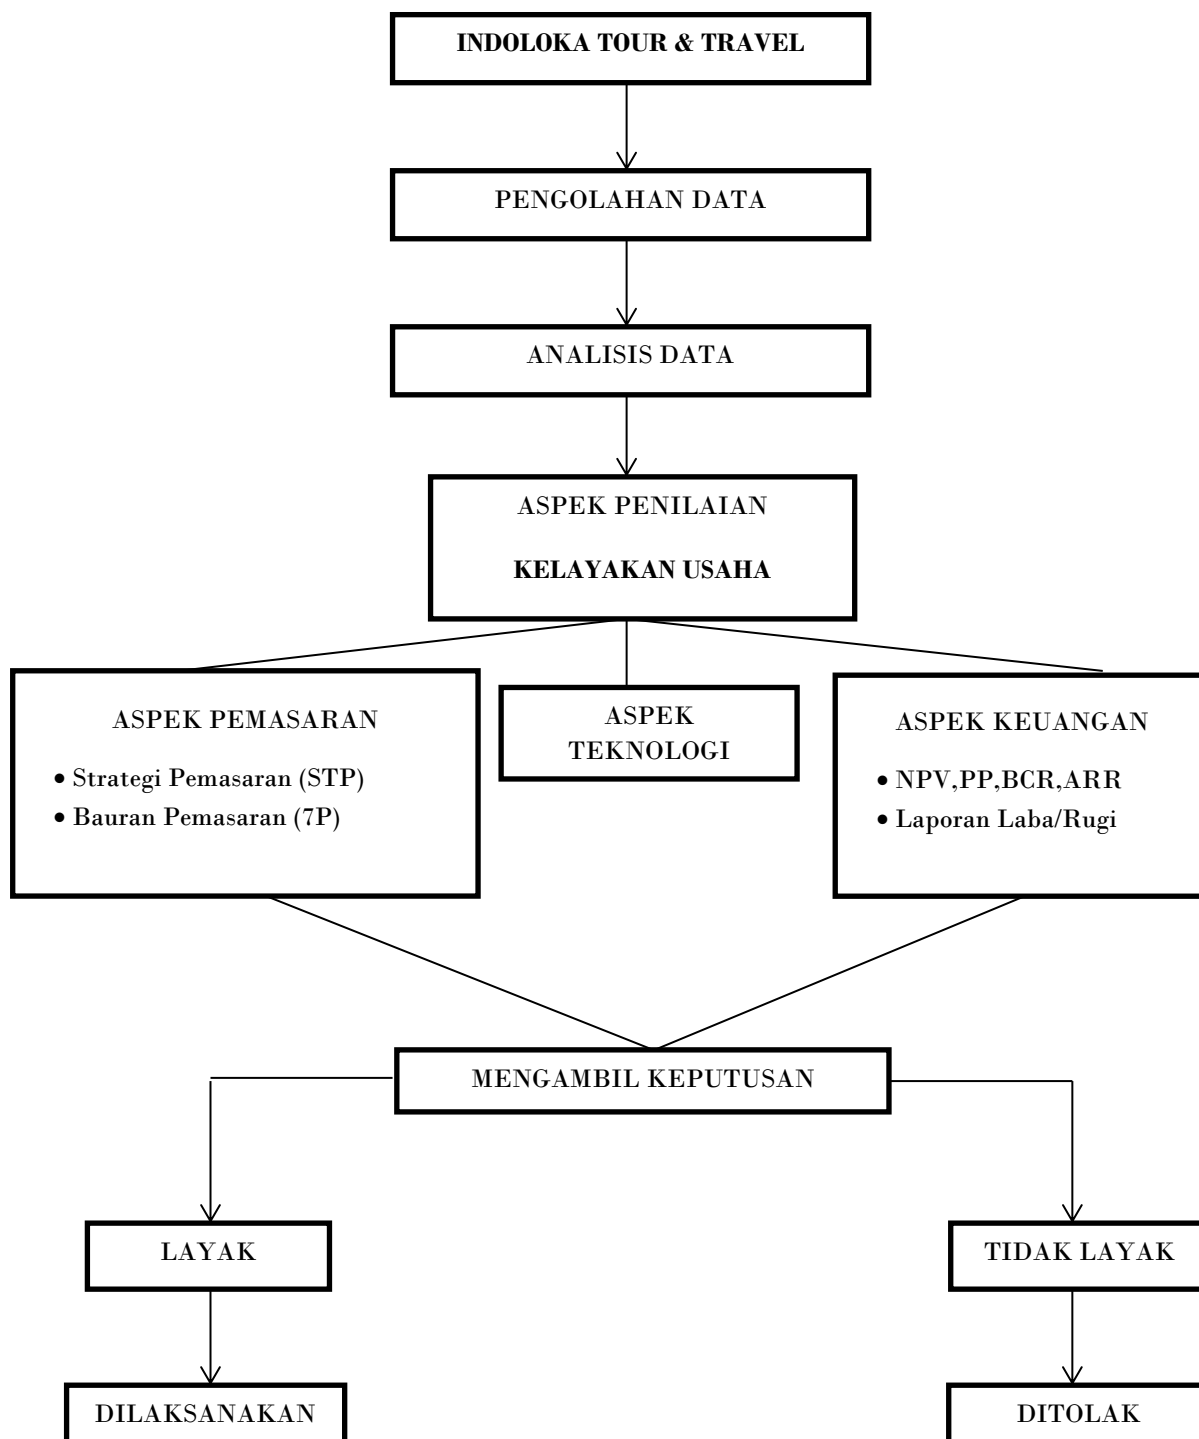 INDOLOKA TOUR & TRAVEL
PENGOLAHAN DATA
ANALISIS DATA
ASPEK PENILAIAN
KELAYAKAN USAHA
ASPEK PEMASARAN
• Strategi Pemasaran (STP)
• Bauran Pemasaran (7P)
ASPEK
TEKNOLOGI
ASPEK KEUANGAN
• NPV,PP,BCR,ARR
• Laporan Laba/Rugi
MENGAMBIL KEPUTUSAN
LAYAK
TIDAK LAYAK
DILAKSANAKAN
DITOLAK